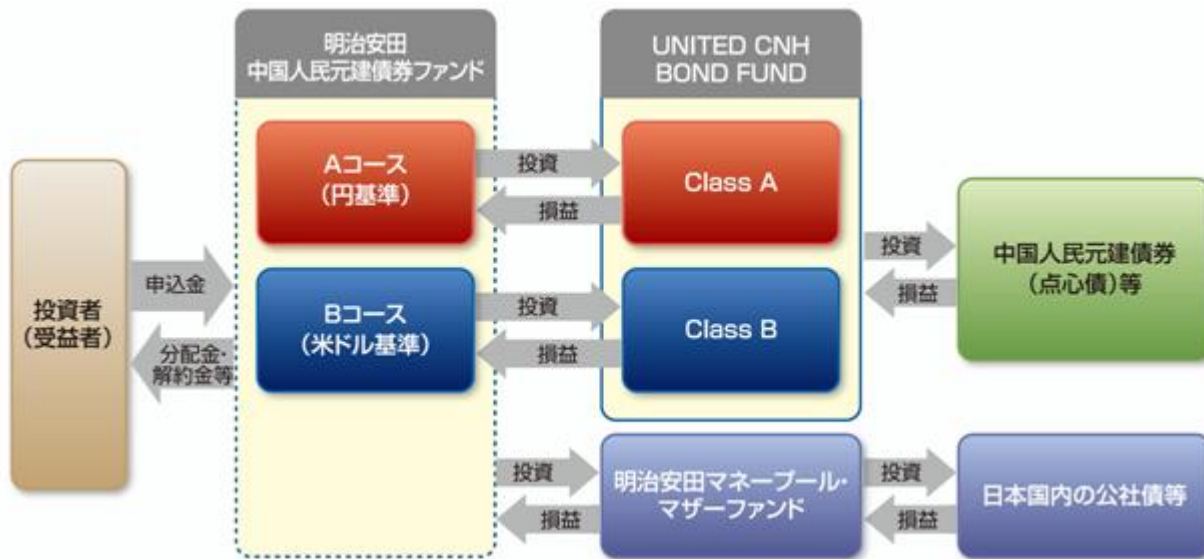 明治安田
中国人民元建債券ファンド
UNITED CNH
BOND FUND
Aコース
(円基準)
投資
損益
Class A
投資者
(受益者)
申込金
分配金・
解約金等
Bコース
(米ドル基準)
投資
損益
Class B
投資
損益
中国人民元建債券
(点心債)等
投資
損益
明治安田マネープール・
マザーファンド
投資
損益
日本国内の公社債等